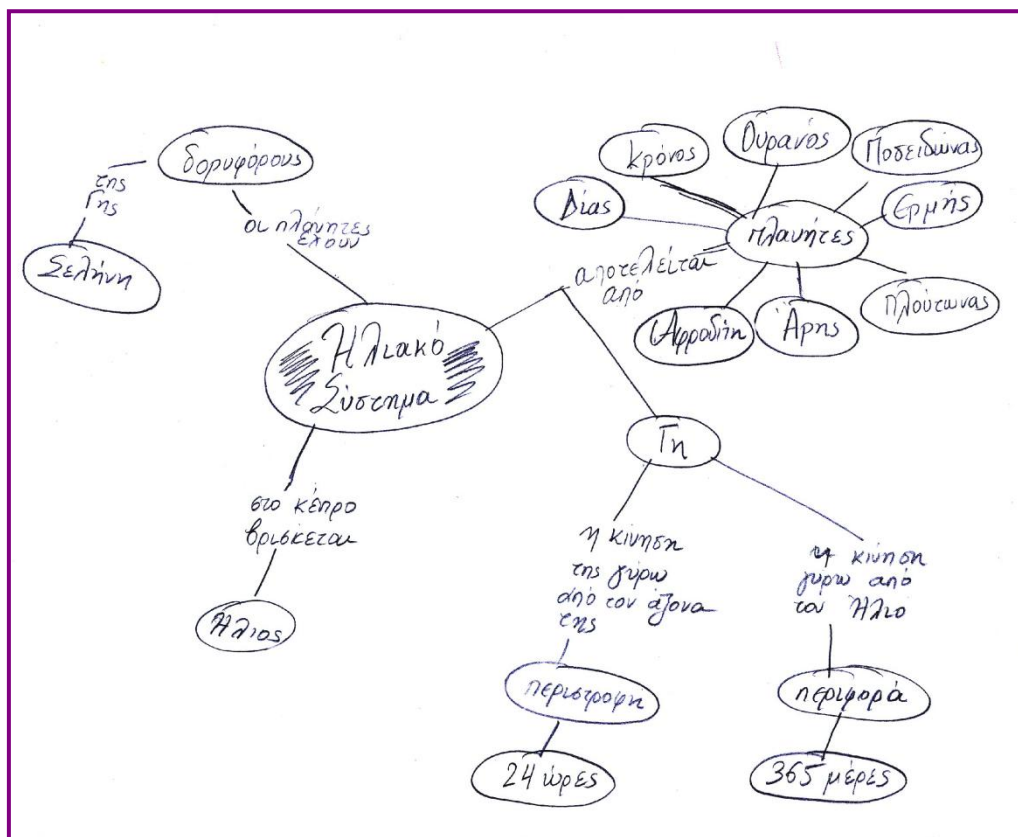 δορυφόρους
της
Γης
Σελήνη
οι πλάνητες
έχουν
Κρόνος
Ουρανός
Ποσειδώνας
Δίας
Ερμής
πλανήτες
αποτελείται
από
Πλούτωνας
Αφροδίτη
Άρης
Ηλιακό
Σύστημα
Γη
στο κέντρο
βρίσκεται
Ήλιος
η κίνηση
της γύρω
από τον άξονα
της
η κίνηση
γύρω από
τον Ήλιο
περιστροφή
περιφορά
24 ώρες
365 μέρες